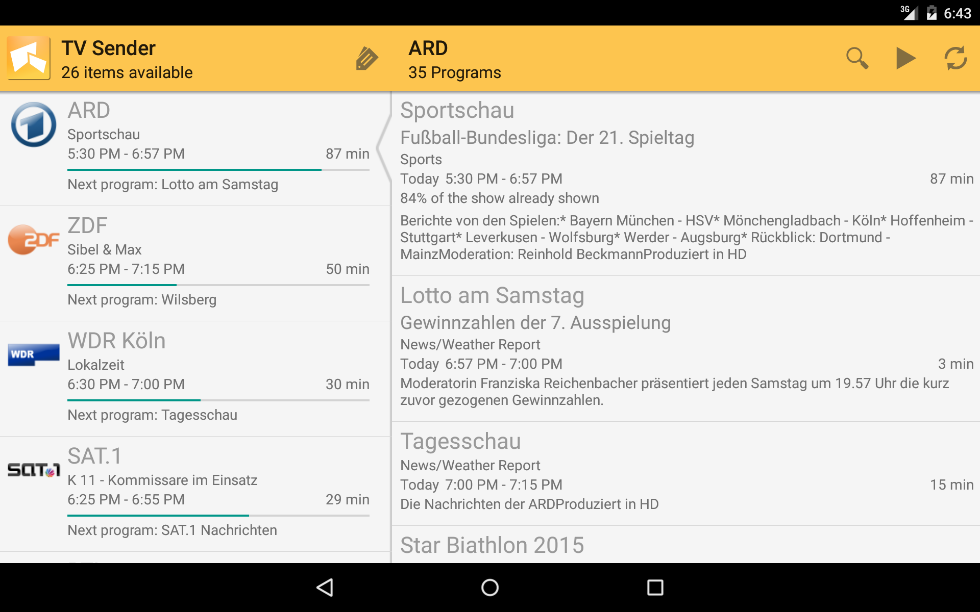 3G 6:43
TV Sender
26 items available
ARD
35 Programs
ARD
Sportschau
5:30 PM - 6:57 PM 87 min
Next program: Lotto am Samstag
ZDF
ZDF
Sibel & Max
6:25 PM - 7:15 PM 50 min
Next program: Wilsberg
WDR
WDR Köln
Lokalzeit
6:30 PM - 7:00 PM 30 min
Next program: Tagesschau
SAT.1
SAT.1
K 11 - Kommissare im Einsatz
6:25 PM - 6:55 PM 29 min
Next program: SAT.1 Nachrichten
Sportschau
Fußball-Bundesliga: Der 21. Spieltag
Sports
Today 5:30 PM - 6:57 PM 87 min
84% of the show already shown
Berichte von den Spielen:* Bayern München - HSV* Mönchengladbach - Köln* Hoffenheim -
Stuttgart* Leverkusen - Wolfsburg* Werder - Augsburg* Rückblick: Dortmund -
MainzModeration: Reinhold BeckmannProduziert in HD
Lotto am Samstag
Gewinnzahlen der 7. Ausspielung
News/Weather Report
Today 6:57 PM - 7:00 PM 3 min
Moderatorin Franziska Reichenbacher präsentiert jeden Samstag um 19.57 Uhr die kurz
zuvor gezogenen Gewinnzahlen.
Tagesschau
News/Weather Report
Today 7:00 PM - 7:15 PM 15 min
Die Nachrichten der ARDProduziert in HD
Star Biathlon 2015